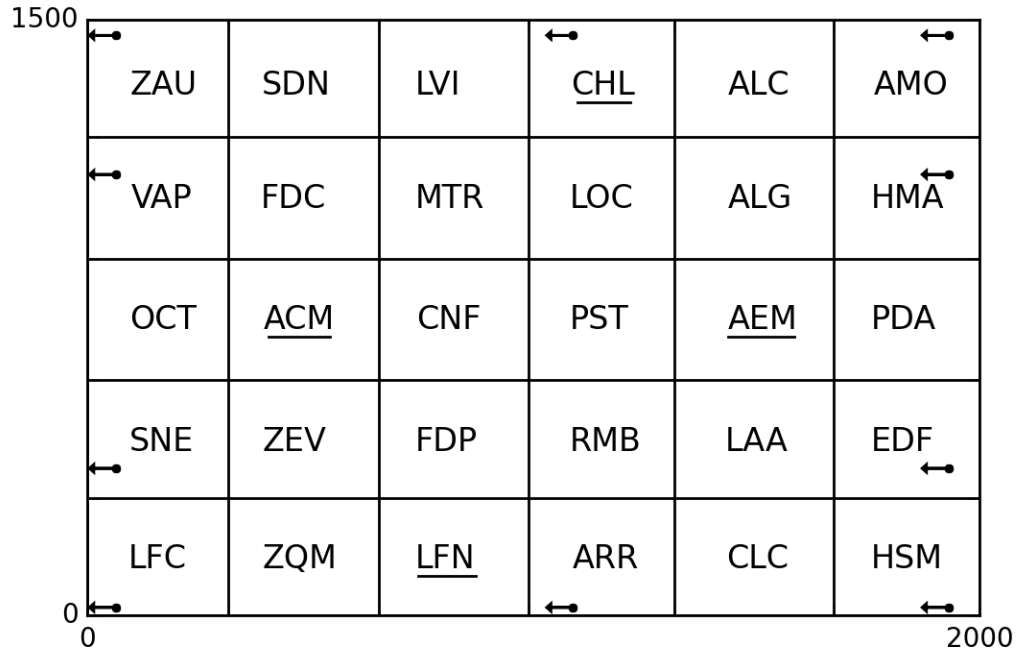 1500
ZAU SDN LVI CHL ALC AMO
VAP FDC MTR LOC ALG HMA
OCT ACM CNF PST AEM PDA
SNE ZEV FDP RMB LAA EDF
LFC ZQM LFN ARR CLC HSM
0
0 2000